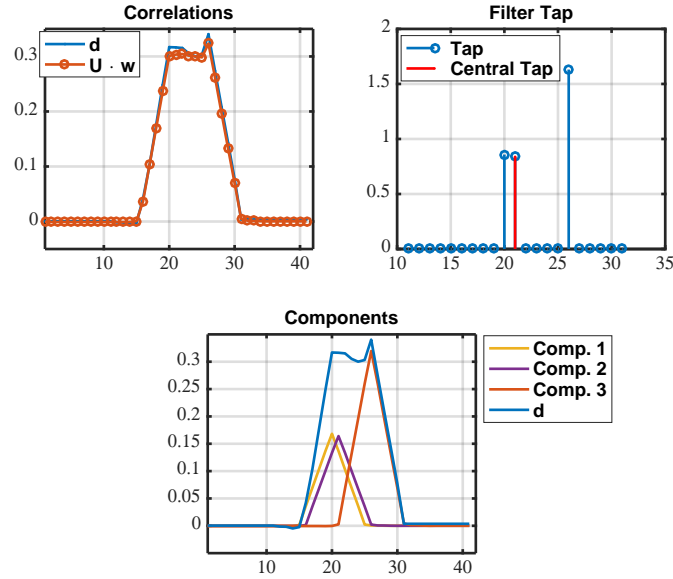 Correlations
0.3
0.2
0.1
0
10
20
30
40
d
U · w
Filter Tap
2
1.5
1
0.5
0
10
15
20
25
30
35
Tap
Central Tap
Components
0.3
0.25
0.2
0.15
0.1
0.05
0
10
20
30
40
Comp. 1
Comp. 2
Comp. 3
d